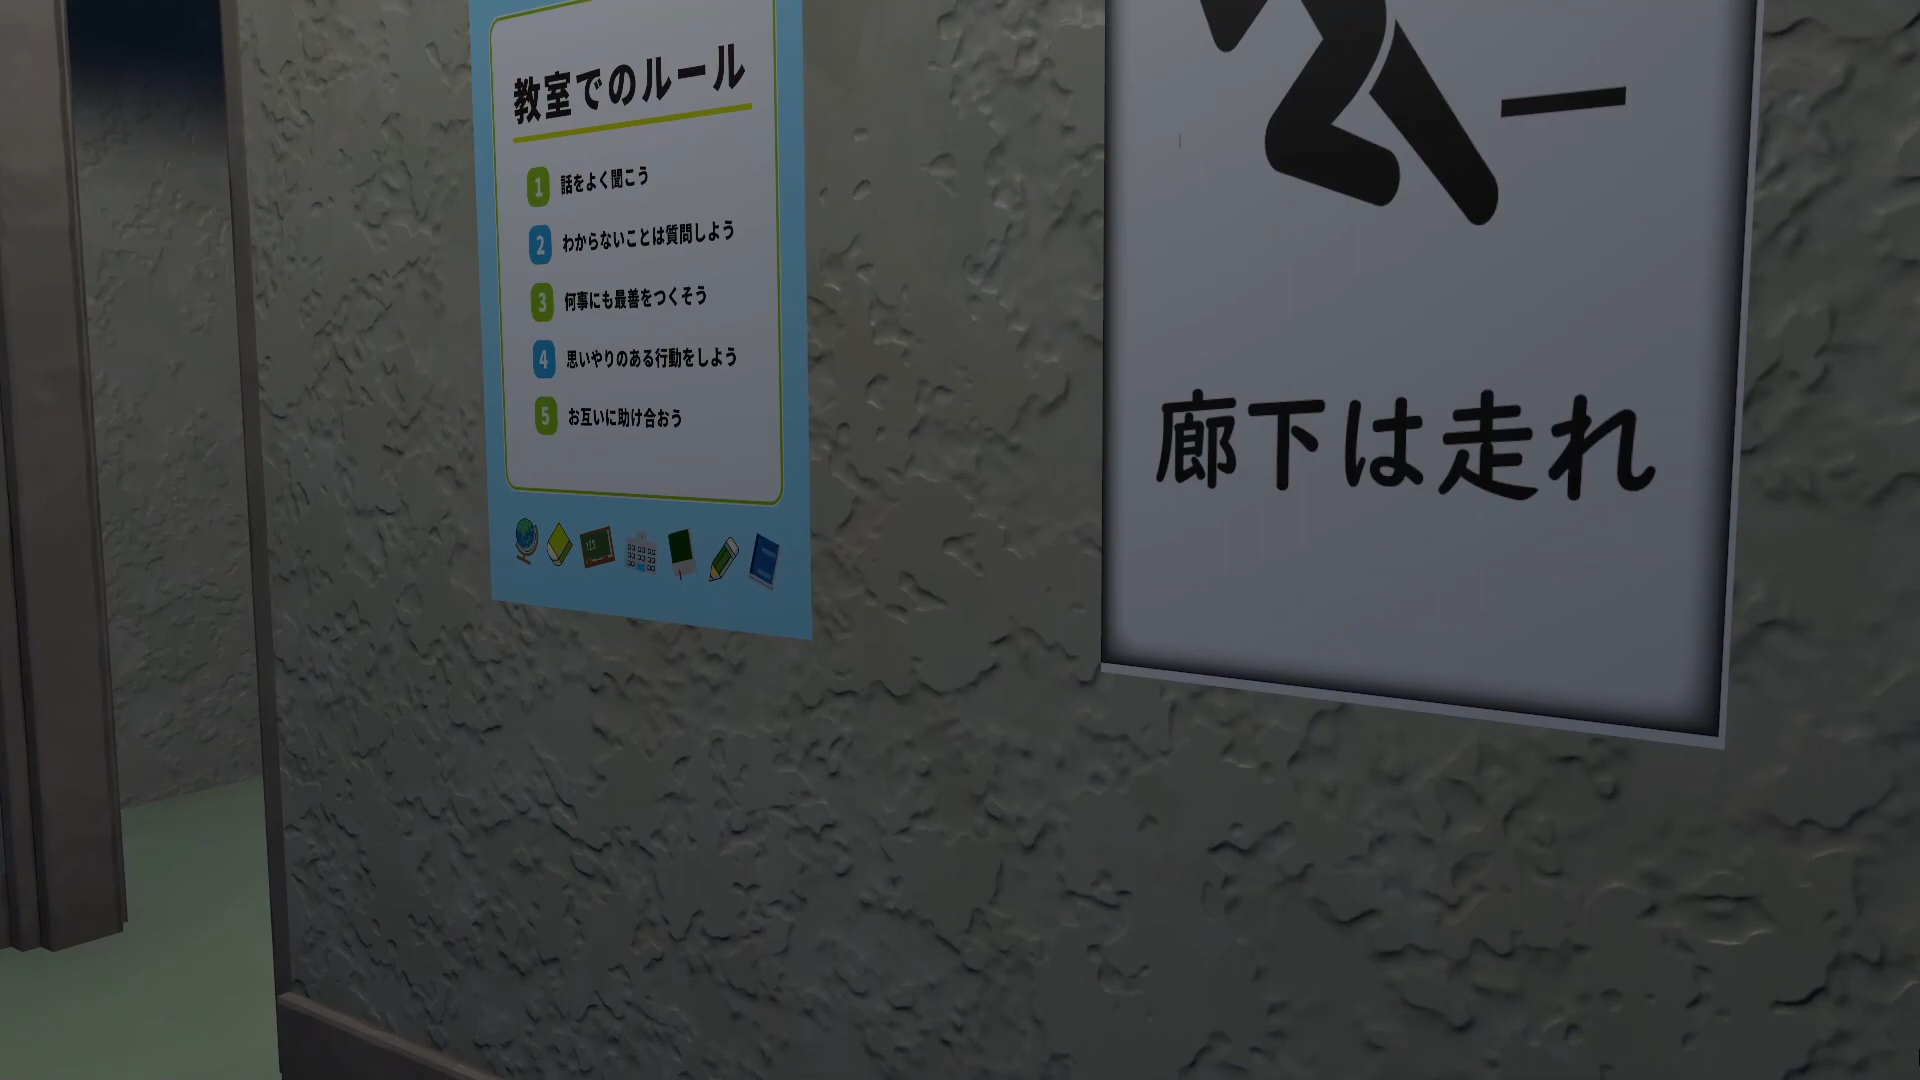 教室でのルール
1 話をよく聞こう
2 わからないことは質問しよう
3 何事にも最善をつくそう
4 思いやりのある行動をしよう
5 お互いに助け合おう
廊下は走れ